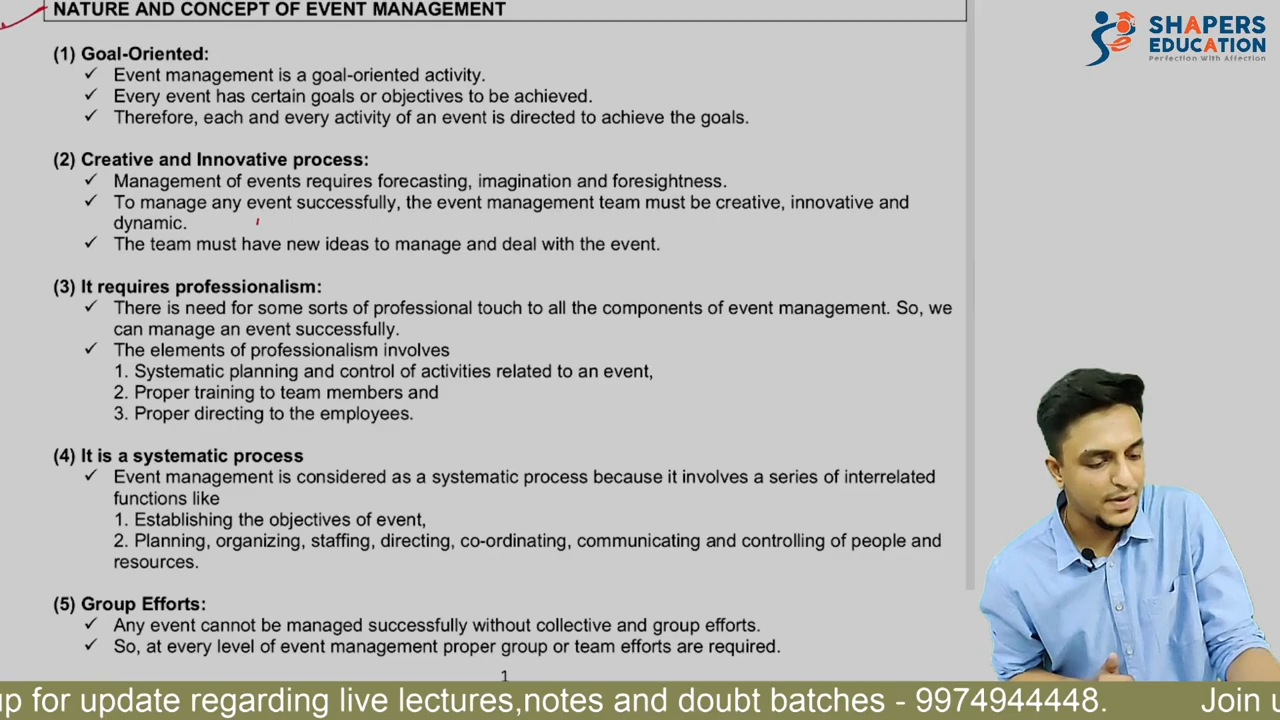 NATURE AND CONCEPT OF EVENT MANAGEMENT
SHAPERS
EDUCATION
Perfection With Affection
(1) Goal-Oriented:
✓ Event management is a goal-oriented activity.
✓ Every event has certain goals or objectives to be achieved.
✓ Therefore, each and every activity of an event is directed to achieve the goals.
(2) Creative and Innovative process:
✓ Management of events requires forecasting, imagination and foresightness.
✓ To manage any event successfully, the event management team must be creative, innovative and
dynamic.
✓ The team must have new ideas to manage and deal with the event.
(3) It requires professionalism:
✓ There is need for some sorts of professional touch to all the components of event management. So, we
can manage an event successfully.
✓ The elements of professionalism involves
1. Systematic planning and control of activities related to an event,
2. Proper training to team members and
3. Proper directing to the employees.
(4) It is a systematic process
✓ Event management is considered as a systematic process because it involves a series of interrelated
functions like
1. Establishing the objectives of event,
2. Planning, organizing, staffing, directing, co-ordinating, communicating and controlling of people and
resources.
(5) Group Efforts:
✓ Any event cannot be managed successfully without collective and group efforts.
✓ So, at every level of event management proper group or team efforts are required.
1
up for update regarding live lectures,notes and doubt batches - 9974944448. Join u